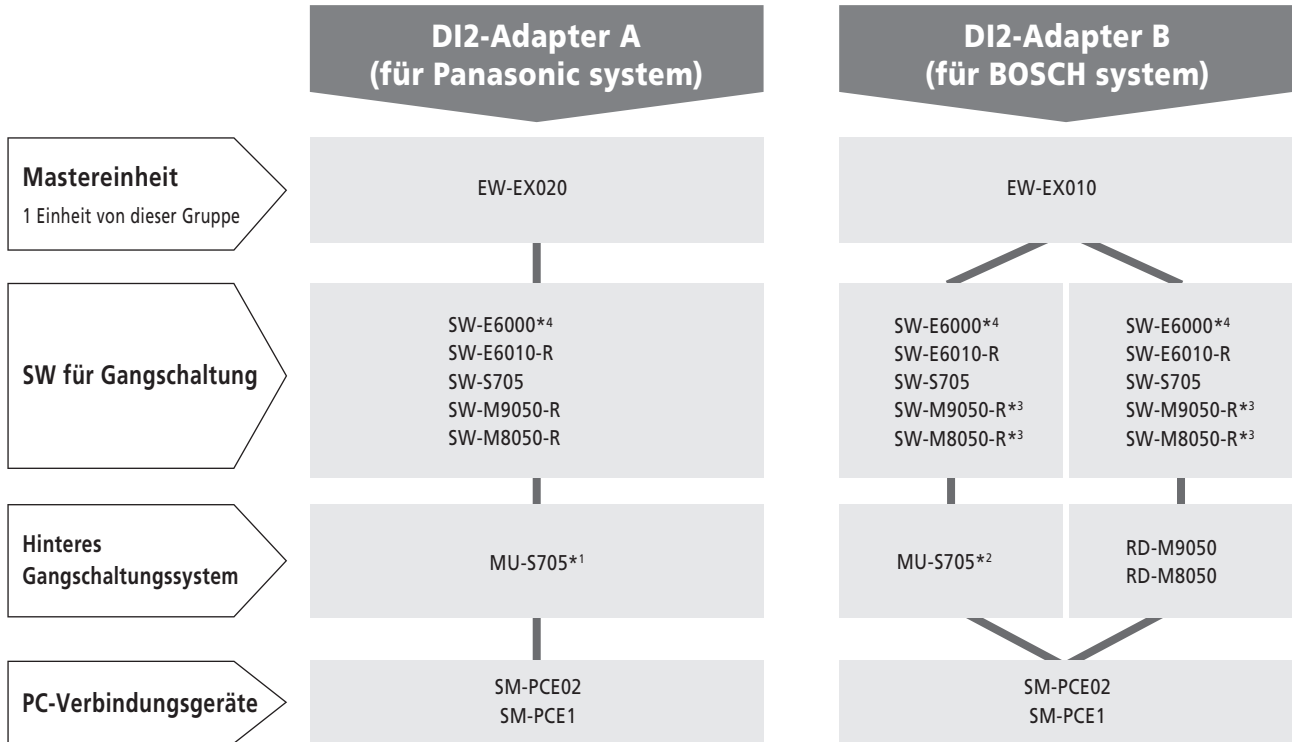 DI2-Adapter A
(für Panasonic system)
DI2-Adapter B
(für BOSCH system)
Mastereinheit
1 Einheit von dieser Gruppe
EW-EX020
EW-EX010
SW für Gangschaltung
SW-E6000*4
SW-E6010-R
SW-S705
SW-M9050-R
SW-M8050-R
SW-E6000*4
SW-E6010-R
SW-S705
SW-M9050-R*3
SW-M8050-R*3
SW-E6000*4
SW-E6010-R
SW-S705
SW-M9050-R*3
SW-M8050-R*3
Hinteres
Gangschaltungssystem
MU-S705*1
MU-S705*2
RD-M9050
RD-M8050
PC-Verbindungsgeräte
SM-PCE02
SM-PCE1
SM-PCE02
SM-PCE1